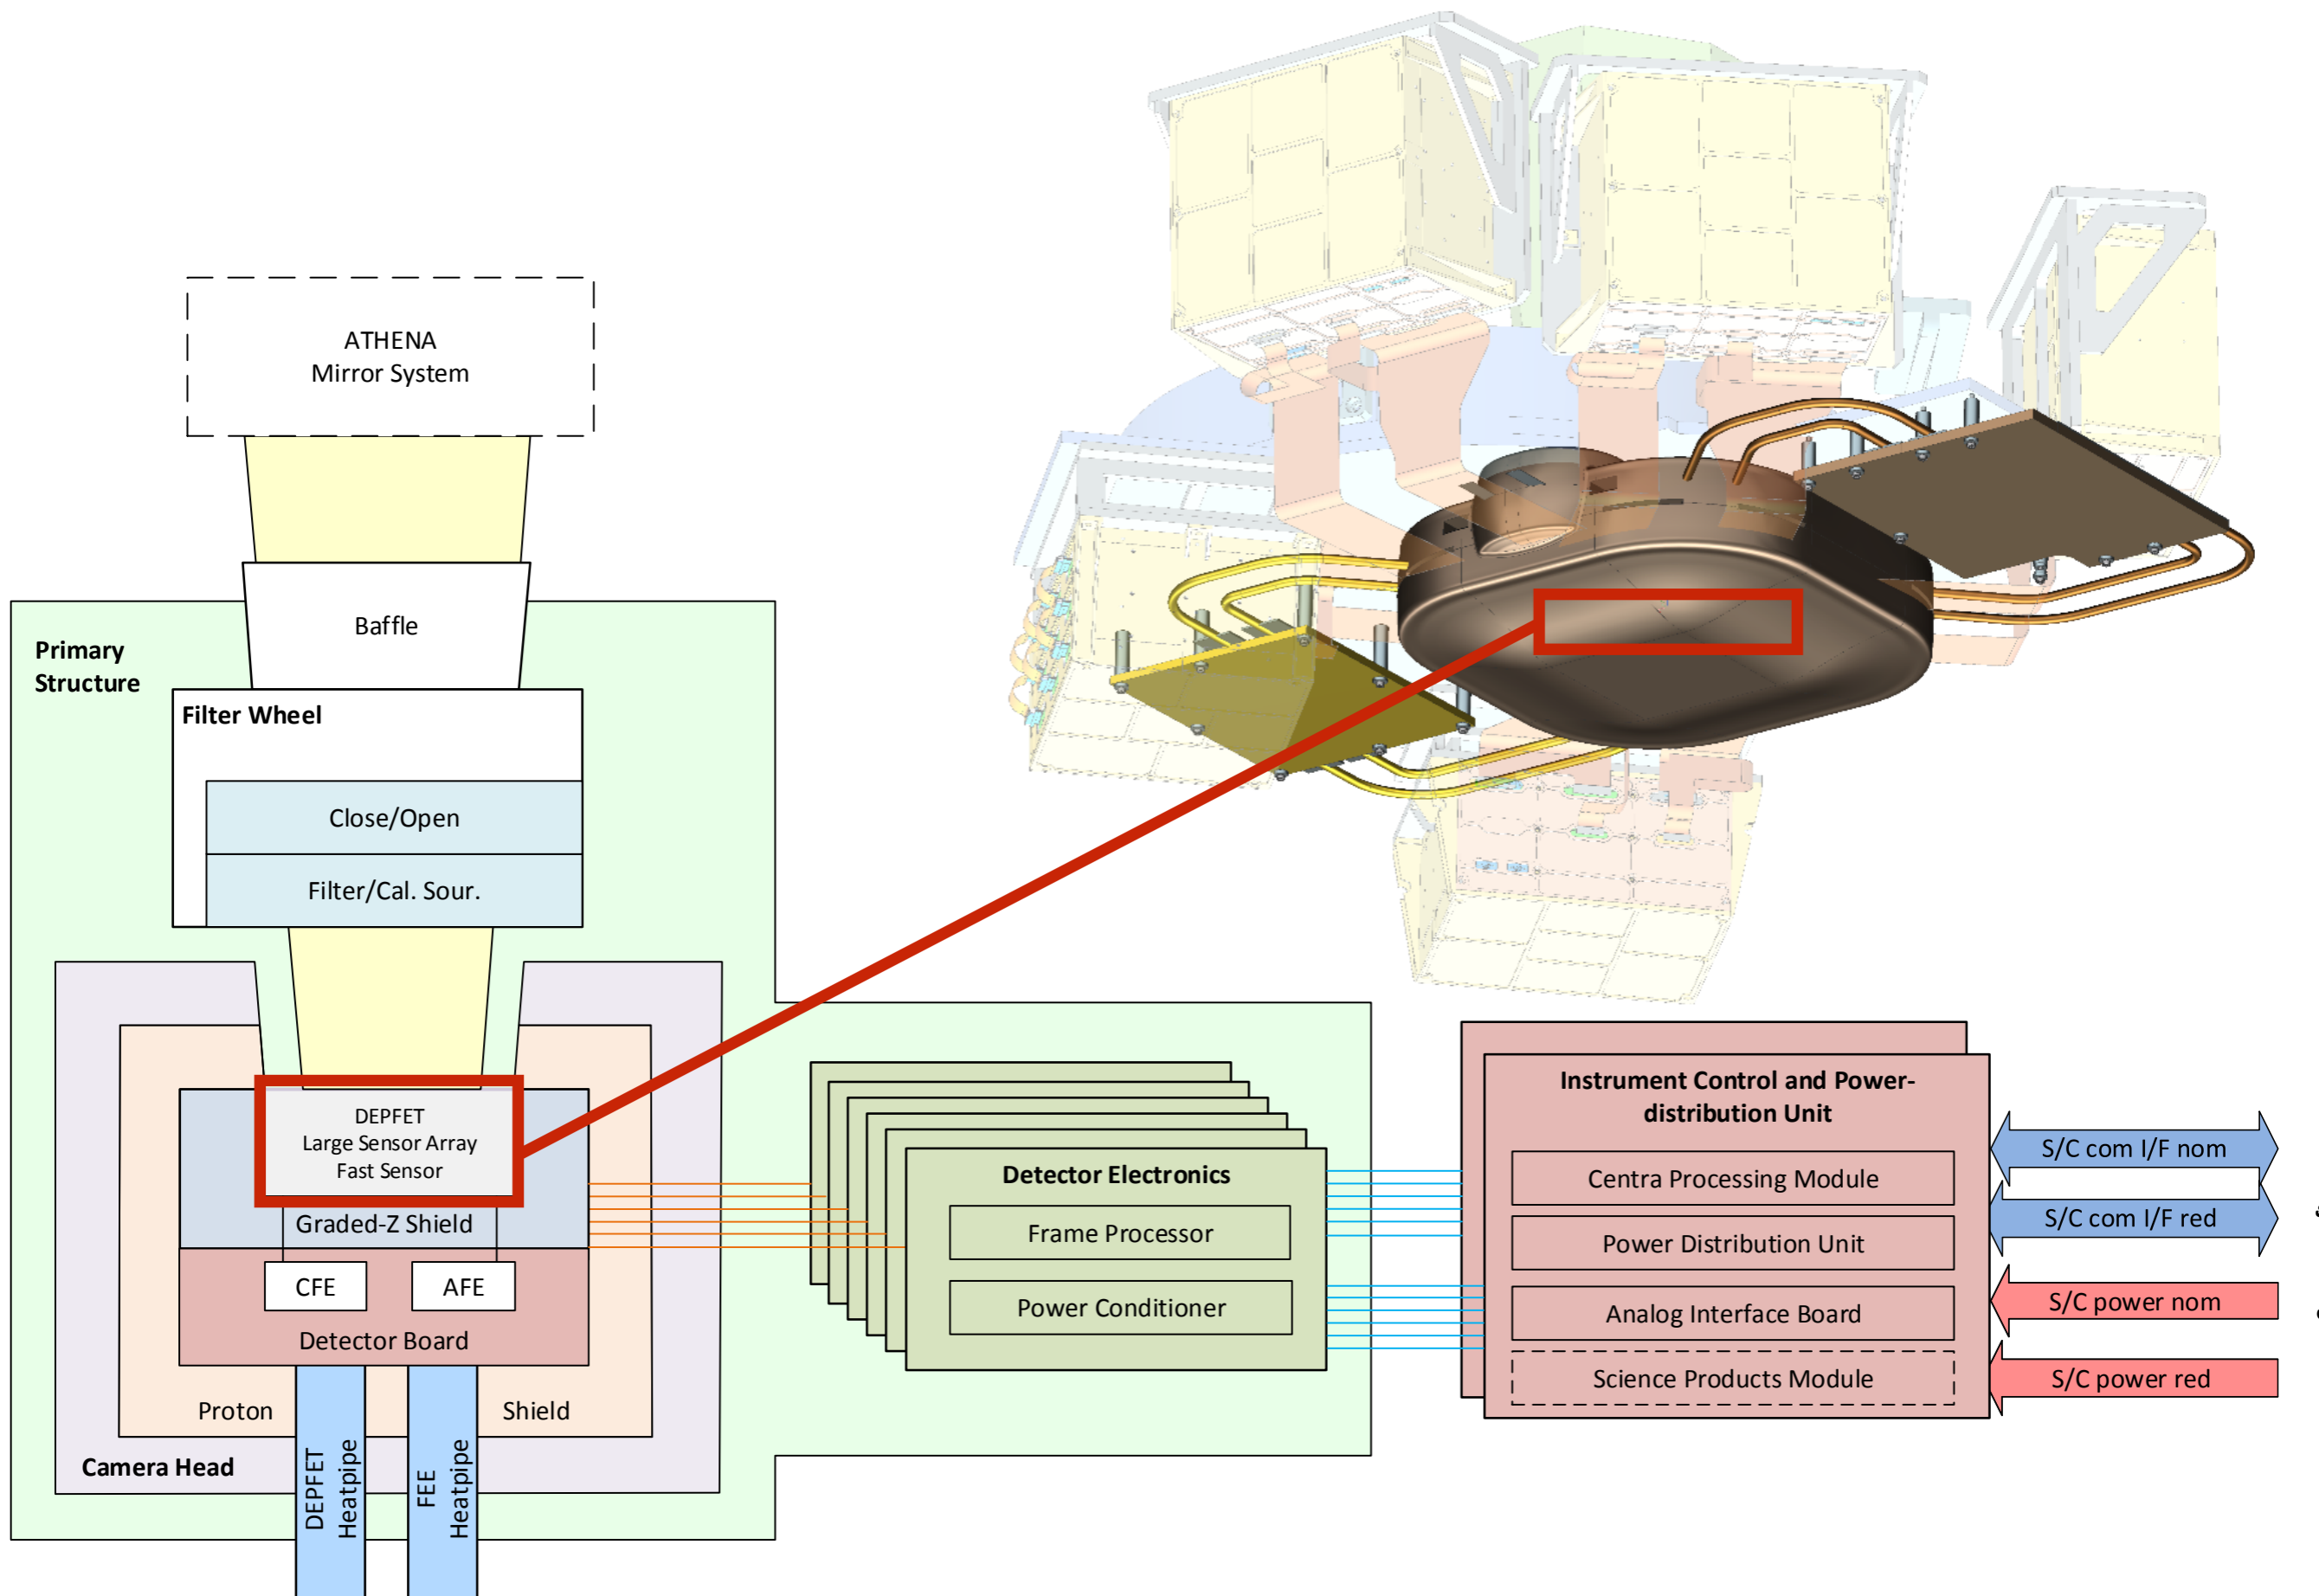 ATHENA
Mirror System
Baffle
Primary
Structure
Filter Wheel
Close/Open
Filter/Cal. Sour.
DEPFET
Large Sensor Array
Fast Sensor
Graded-Z Shield
CFE
AFE
Detector Board
Proton
Shield
Camera Head
DEPFET
Heatpipe
FEE
Heatpipe
Detector Electronics
Frame Processor
Power Conditioner
Instrument Control and Power-
distribution Unit
Centra Processing Module
Power Distribution Unit
Analog Interface Board
Science Products Module
S/C com I/F nom
S/C com I/F red
S/C power nom
S/C power red